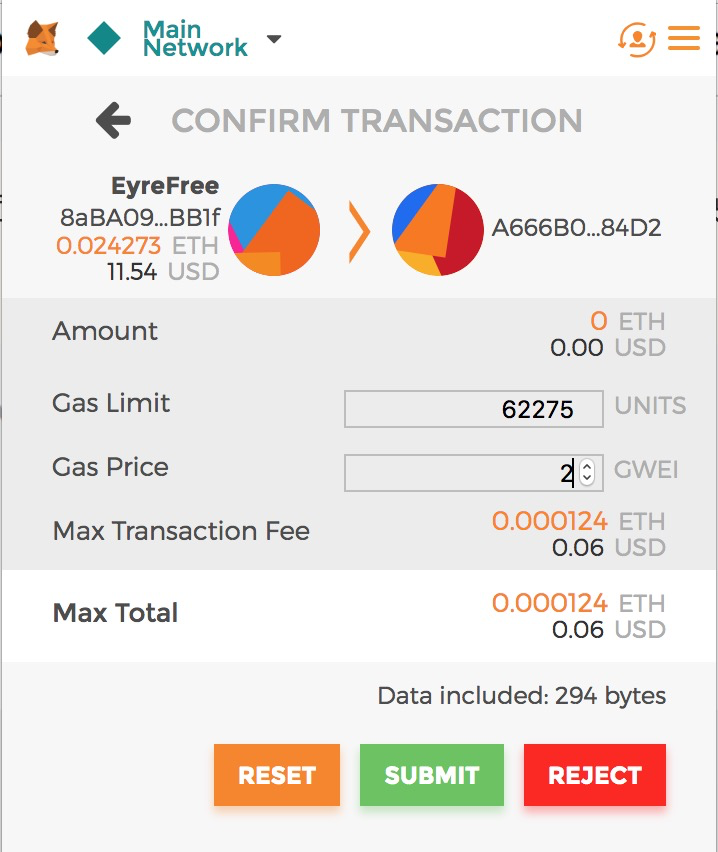 Main
Network
CONFIRM TRANSACTION
EyreFree
8aBA09...BB1f
0.024273 ETH
11.54 USD
A666B0...84D2
Amount
0 ETH
0.00 USD
Gas Limit
62275 UNITS
Gas Price
2 GWEI
Max Transaction Fee
0.000124 ETH
0.06 USD
Max Total
0.000124 ETH
0.06 USD
Data included: 294 bytes
RESET SUBMIT REJECT